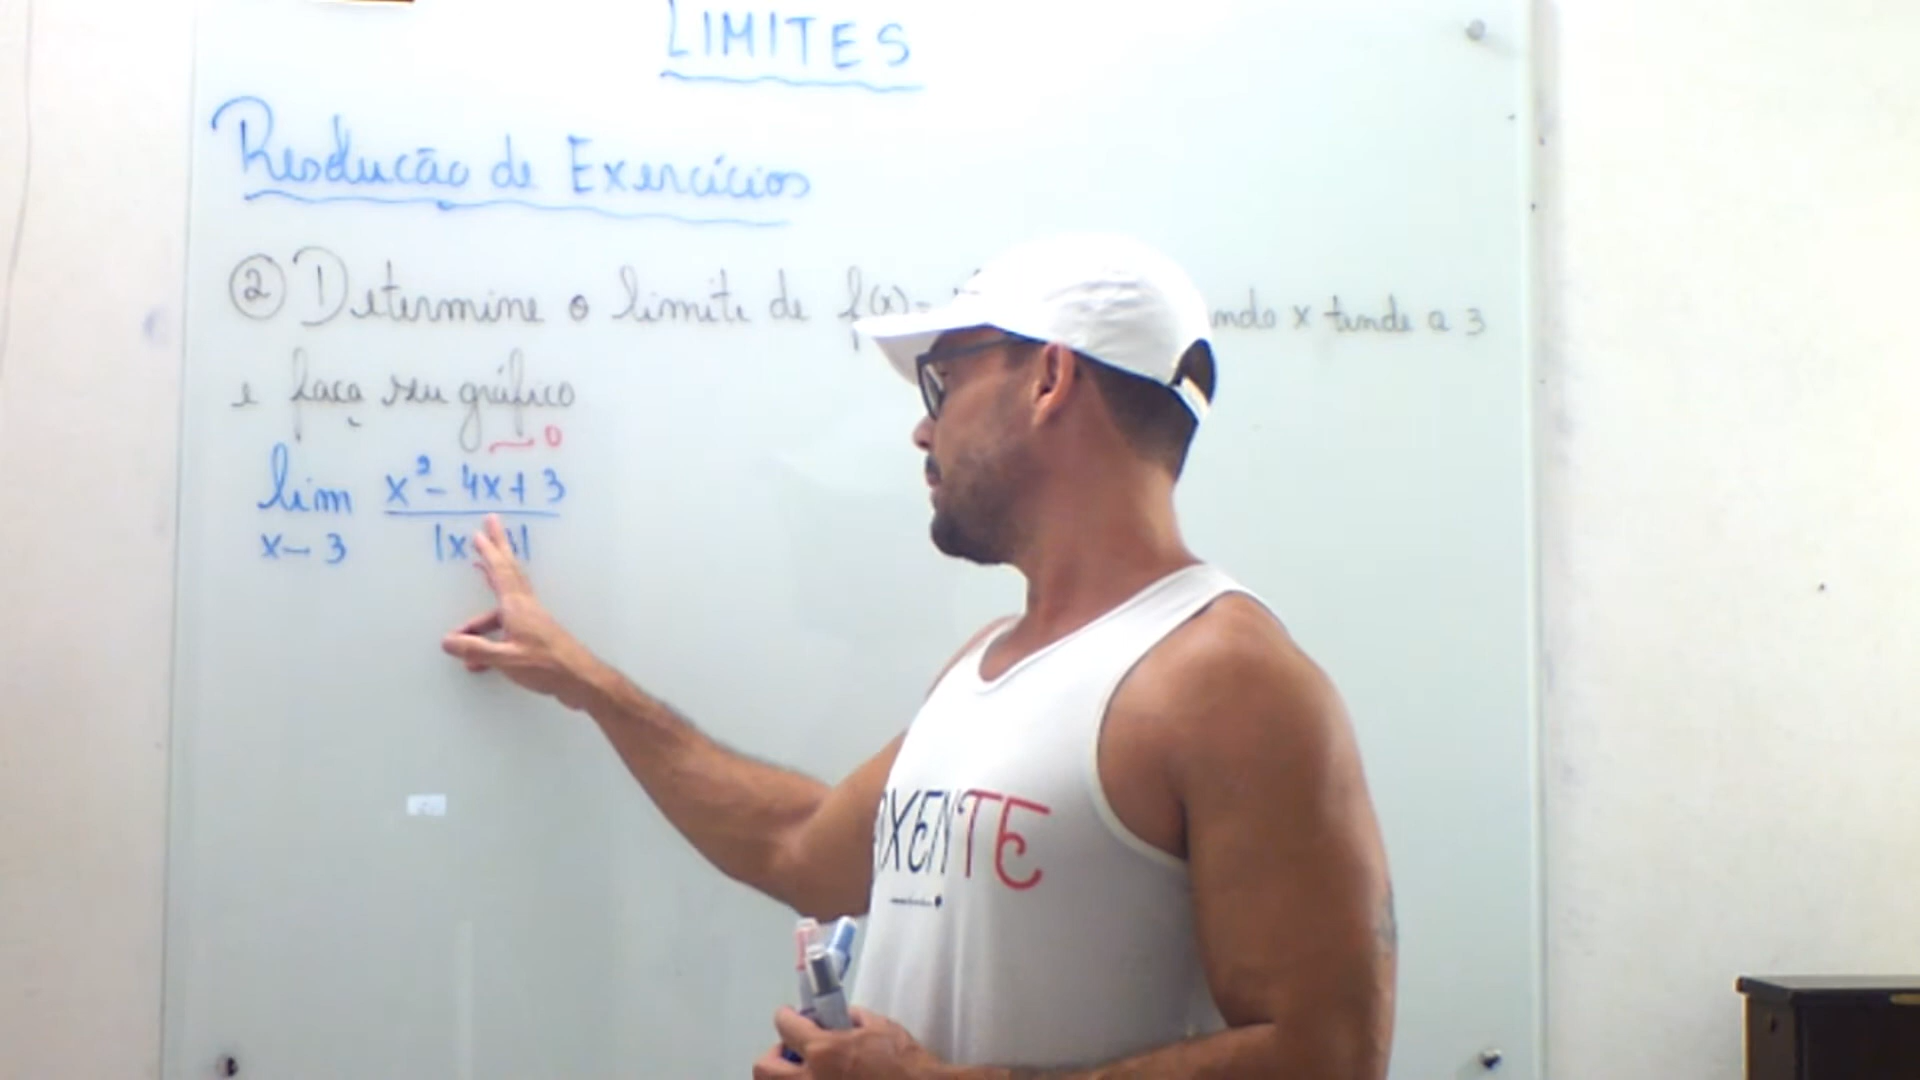 LIMITES
Resolução de Exercícios
② Determine o limite de f(x) = x tende a 3
e faça seu gráfico
0
lim x² - 4x + 3
x → 3 |x
XENTE